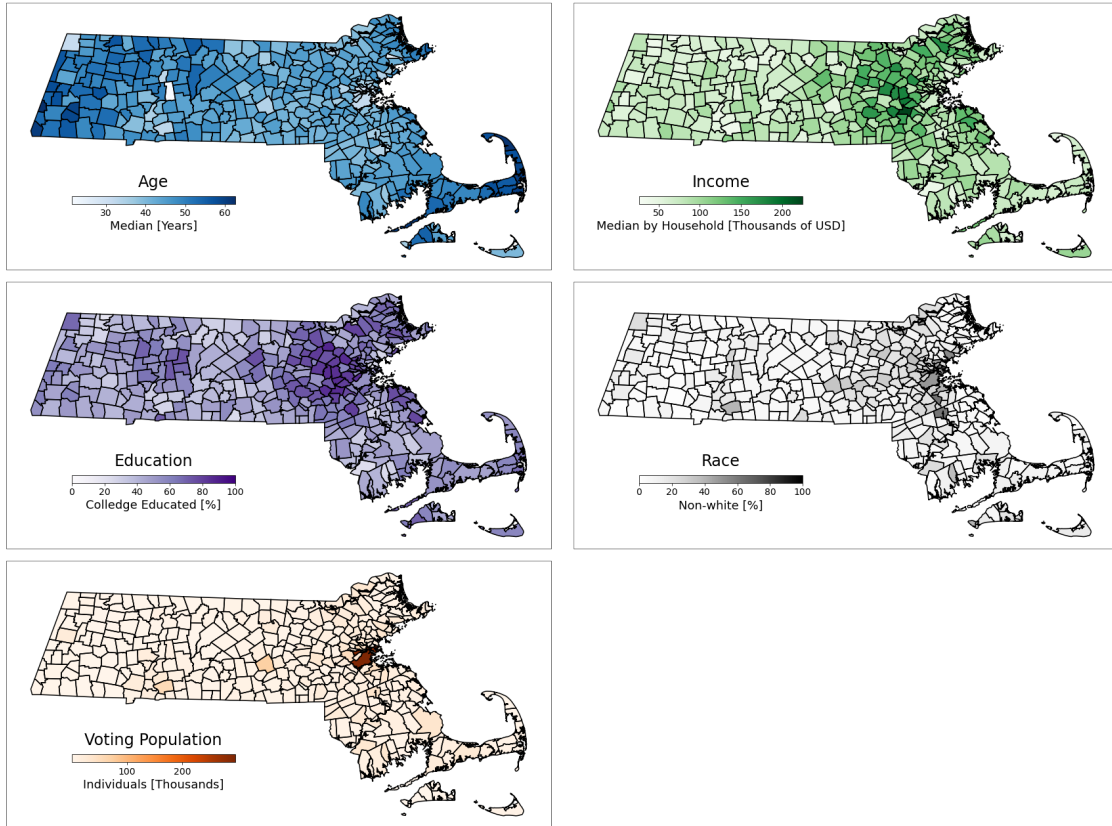 Age
30 40 50 60
Median [Years]
Income
50 100 150 200
Median by Household [Thousands of USD]
Education
0 20 40 60 80 100
Colledge Educated [%]
Race
0 20 40 60 80 100
Non-white [%]
Voting Population
100 200
Individuals [Thousands]